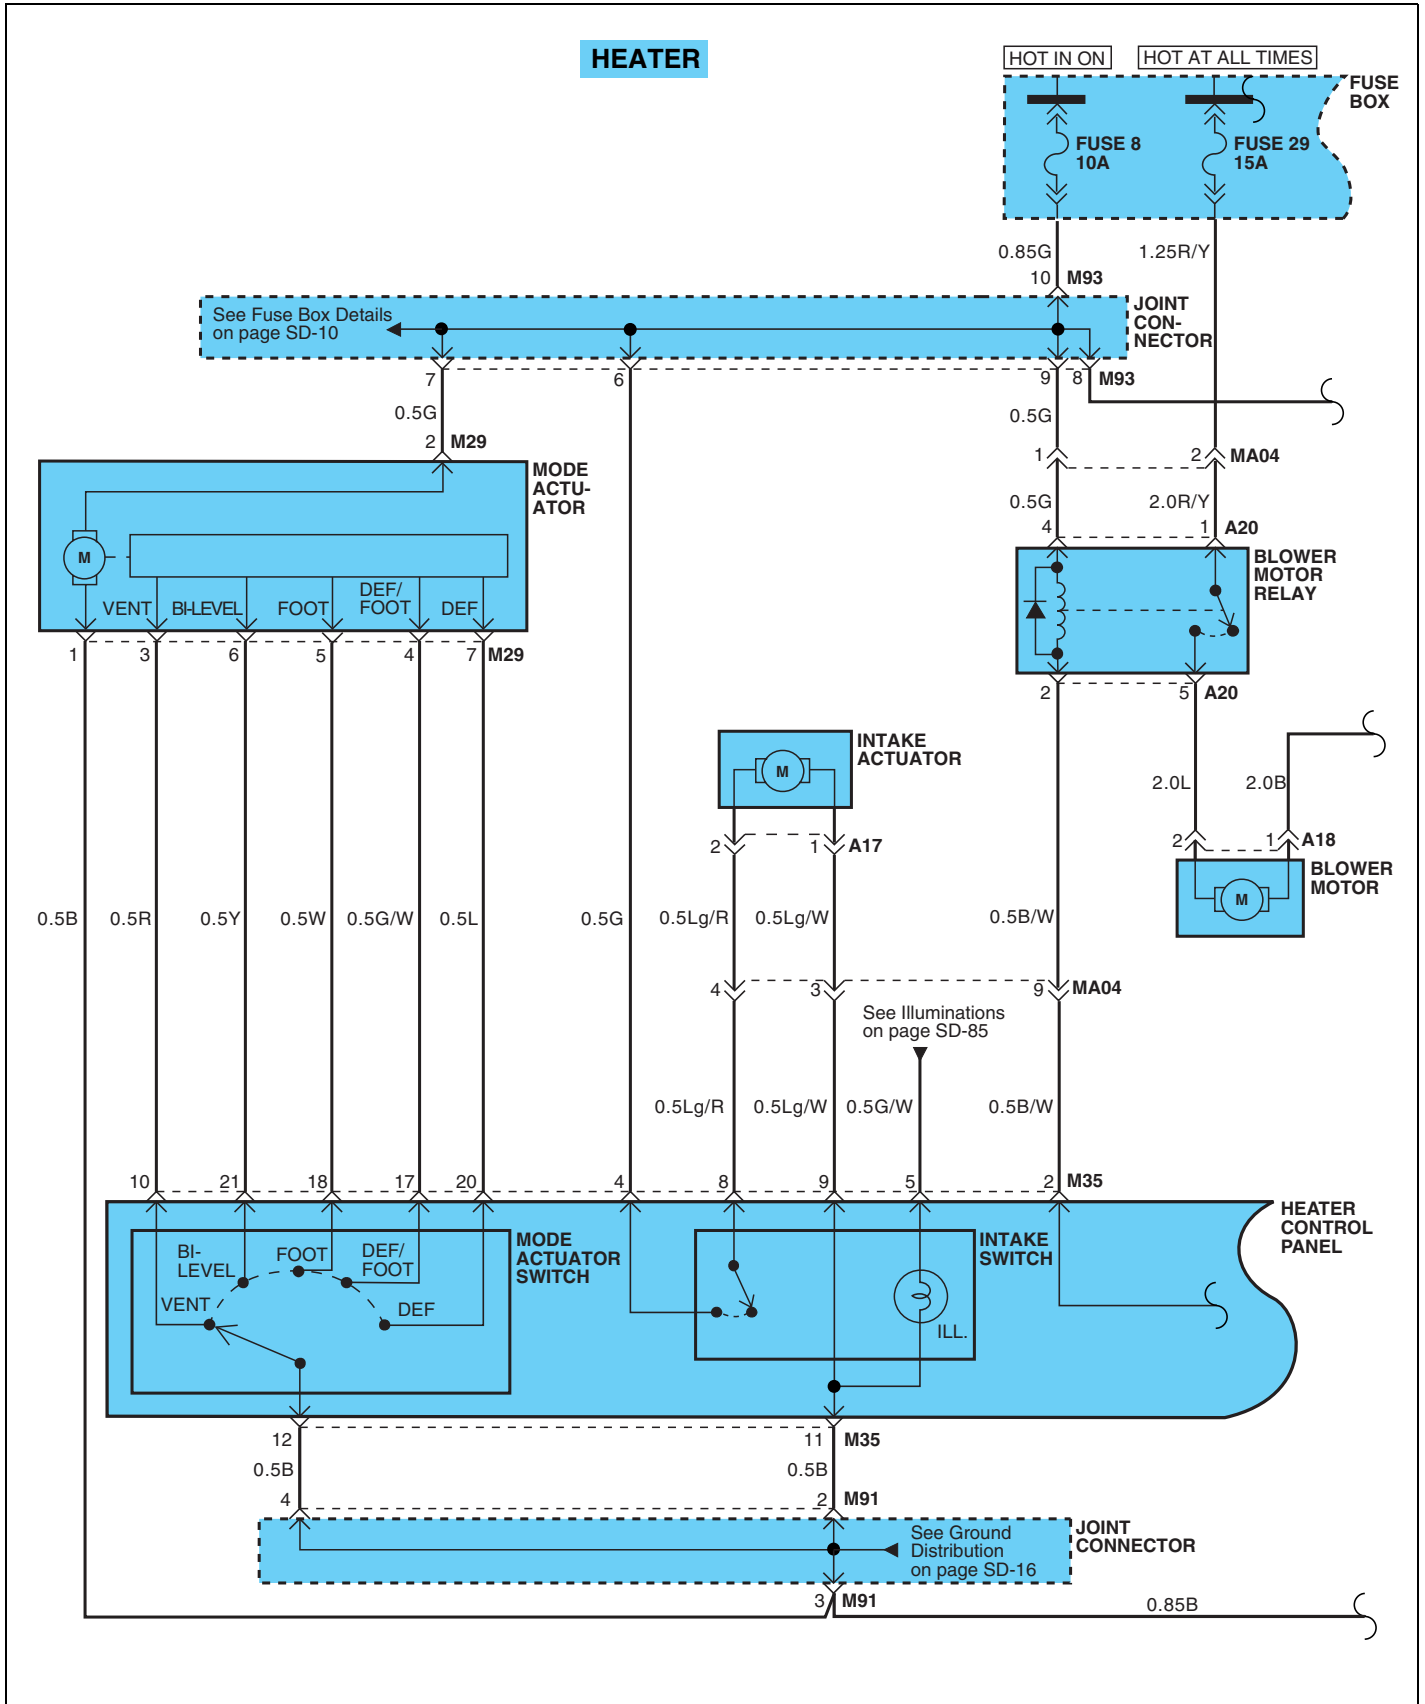 HEATER
HOT IN ON
HOT AT ALL TIMES
FUSE
BOX
FUSE 8
10A
FUSE 29
15A
0.85G
1.25R/Y
10 M93
See Fuse Box Details
on page SD-10
JOINT
CON-
NECTOR
7 6 9 8 M93
0.5G
0.5G
2 M29
1 2 MA04
MODE
ACTU-
ATOR
0.5G
2.0R/Y
4 1 A20
M
BLOWER
MOTOR
RELAY
VENT BI-LEVEL FOOT DEF/
FOOT DEF
1 3 6 5 4 7 M29
2 5 A20
INTAKE
ACTUATOR
M
2.0L
2.0B
2 1 A17
2 1 A18
BLOWER
MOTOR
M
0.5B 0.5R 0.5Y 0.5W 0.5G/W 0.5L 0.5G 0.5Lg/R 0.5Lg/W 0.5B/W
4 3 9 MA04
See Illuminations
on page SD-85
0.5Lg/R 0.5Lg/W 0.5G/W 0.5B/W
10 21 18 17 20 4 8 9 5 2 M35
HEATER
CONTROL
PANEL
MODE
ACTUATOR
SWITCH
BI-
LEVEL
FOOT
DEF/
FOOT
VENT
DEF
INTAKE
SWITCH
ILL.
12 11 M35
0.5B 0.5B
4 2 M91
See Ground
Distribution
on page SD-16
JOINT
CONNECTOR
3 M91
0.85B